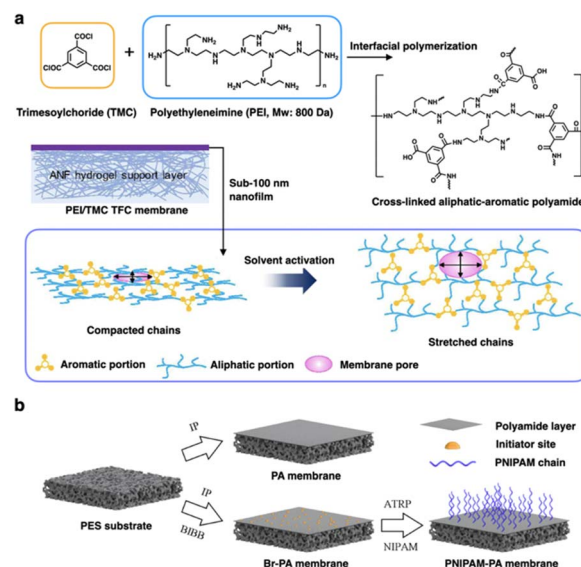 a
COCl
COCl
COCl
+
Interfacial polymerization
Trimesoylchoride (TMC)
Polyethyleneimine (PEI, Mw: 800 Da)
ANF hydrogel support layer
PEI/TMC TFC membrane
Sub-100 nm
nanofilm
Cross-linked aliphatic-aromatic polyamide
Solvent activation
Compacted chains
Stretched chains
Aromatic portion
Aliphatic portion
Membrane pore
b
IP
PA membrane
PES substrate
IP
BIBB
Br-PA membrane
ATRP
NIPAM
PNIPAM-PA membrane
Polyamide layer
Initiator site
PNIPAM chain